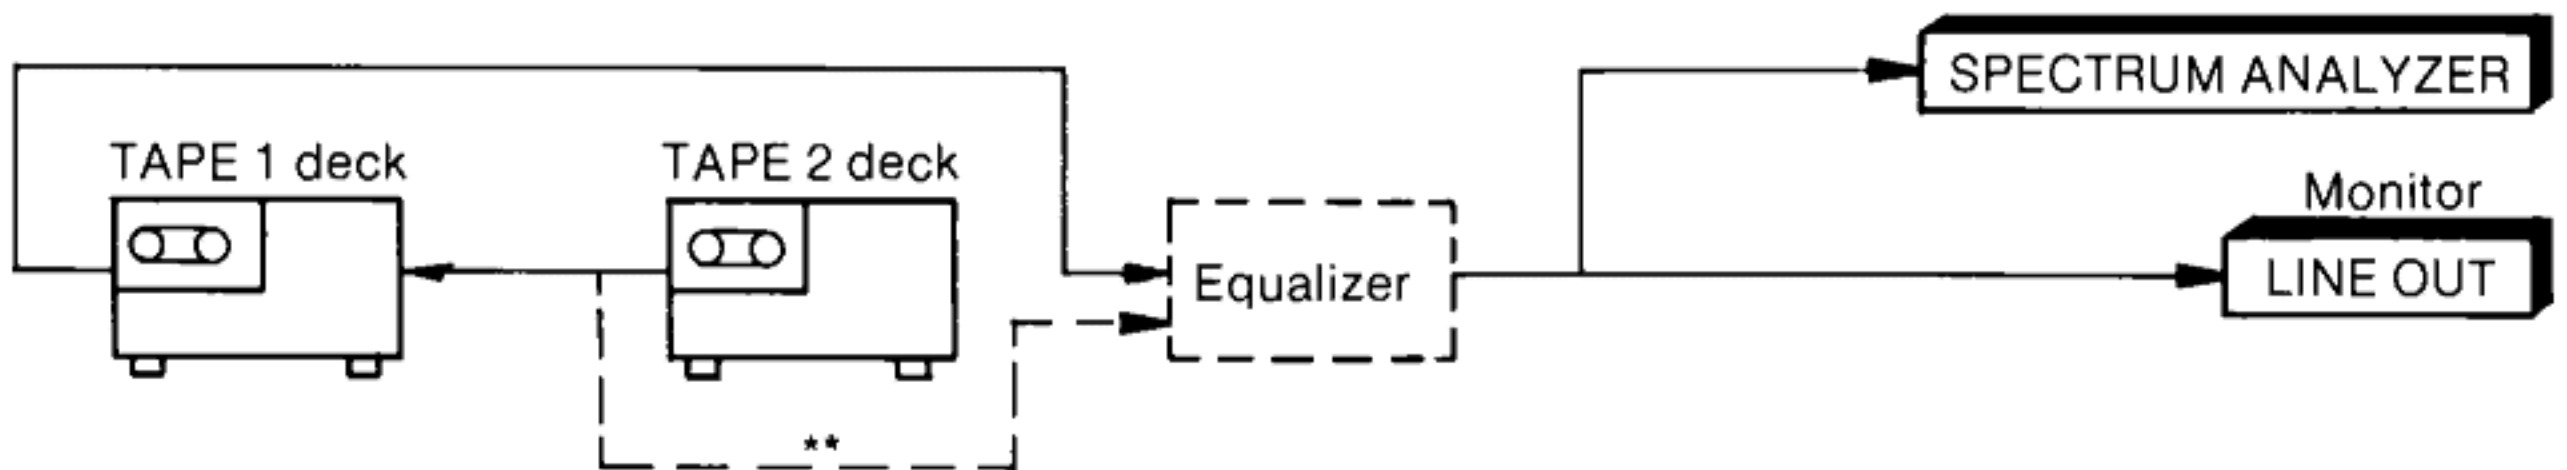 SPECTRUM ANALYZER
TAPE 1 deck
TAPE 2 deck
Monitor
Equalizer
LINE OUT
**